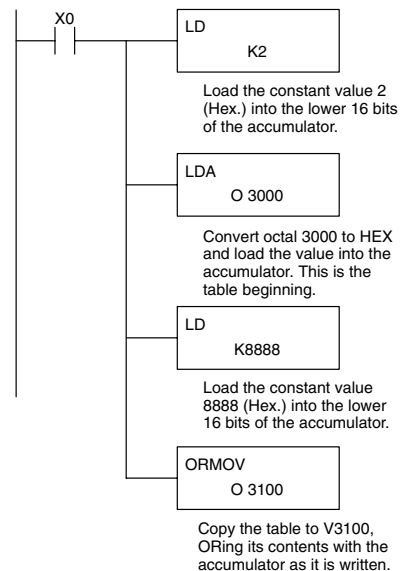 X0
LD
K2
Load the constant value 2
(Hex.) into the lower 16 bits
of the accumulator.
LDA
O 3000
Convert octal 3000 to HEX
and load the value into the
accumulator. This is the
table beginning.
LD
K8888
Load the constant value
8888 (Hex.) into the lower
16 bits of the accumulator.
ORMOV
O 3100
Copy the table to V3100,
ORing its contents with the
accumulator as it is written.